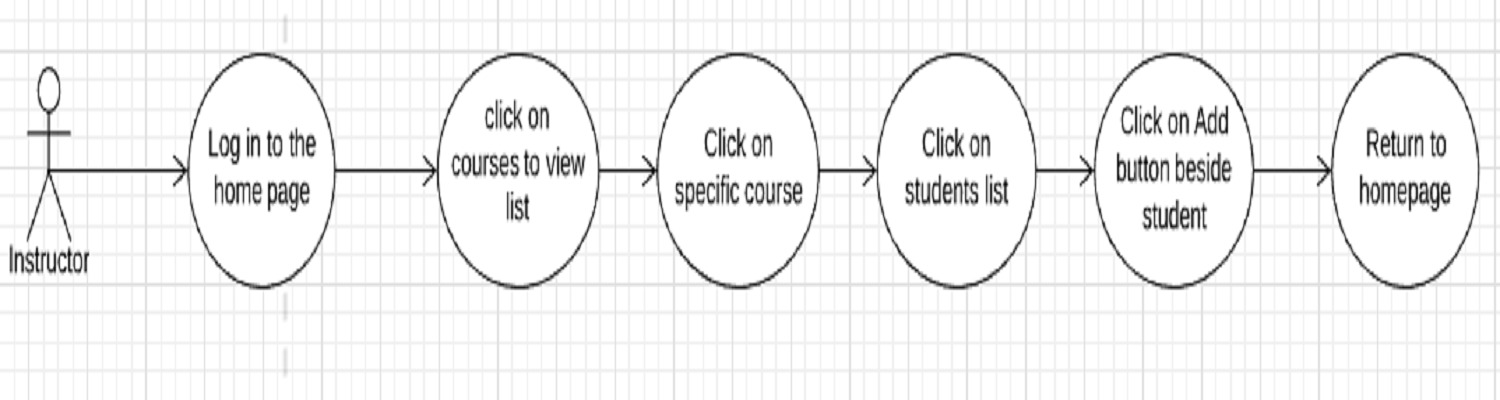 Instructor
Log in to the
home page
click on
courses to view
list
Click on
specific course
Click on
students list
Click on Add
button beside
student
Return to
homepage